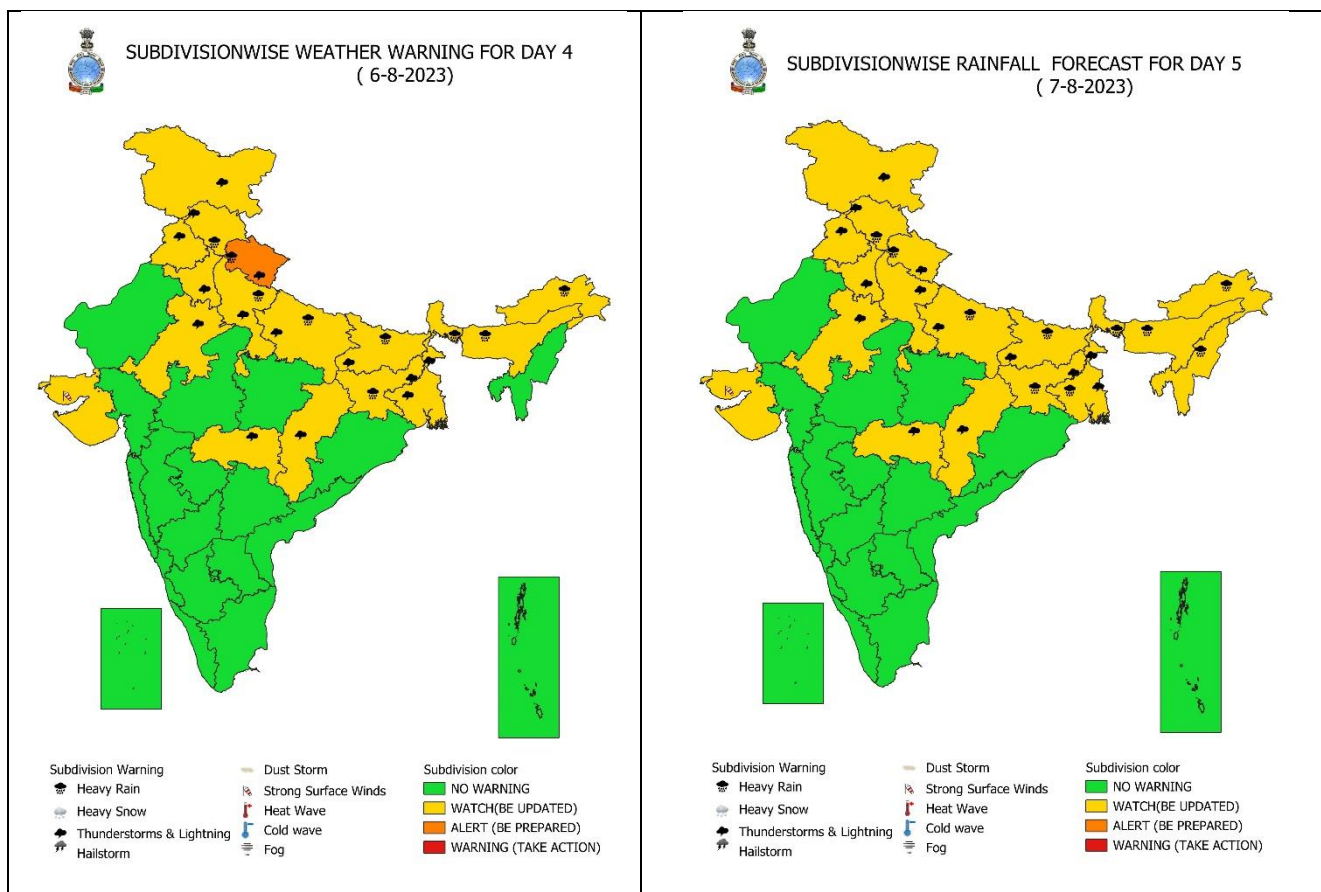 SUBDIVISIONWISE WEATHER WARNING FOR DAY 4
( 6-8-2023)
Subdivision Warning
Heavy Rain
Heavy Snow
Thunderstorms & Lightning
Hailstorm
Dust Storm
Strong Surface Winds
Heat Wave
Cold wave
Fog
Subdivision color
NO WARNING
WATCH(BE UPDATED)
ALERT (BE PREPARED)
WARNING (TAKE ACTION)
SUBDIVISIONWISE RAINFALL FORECAST FOR DAY 5
( 7-8-2023)
Subdivision Warning
Heavy Rain
Heavy Snow
Thunderstorms & Lightning
Hailstorm
Dust Storm
Strong Surface Winds
Heat Wave
Cold wave
Fog
Subdivision color
NO WARNING
WATCH(BE UPDATED)
ALERT (BE PREPARED)
WARNING (TAKE ACTION)